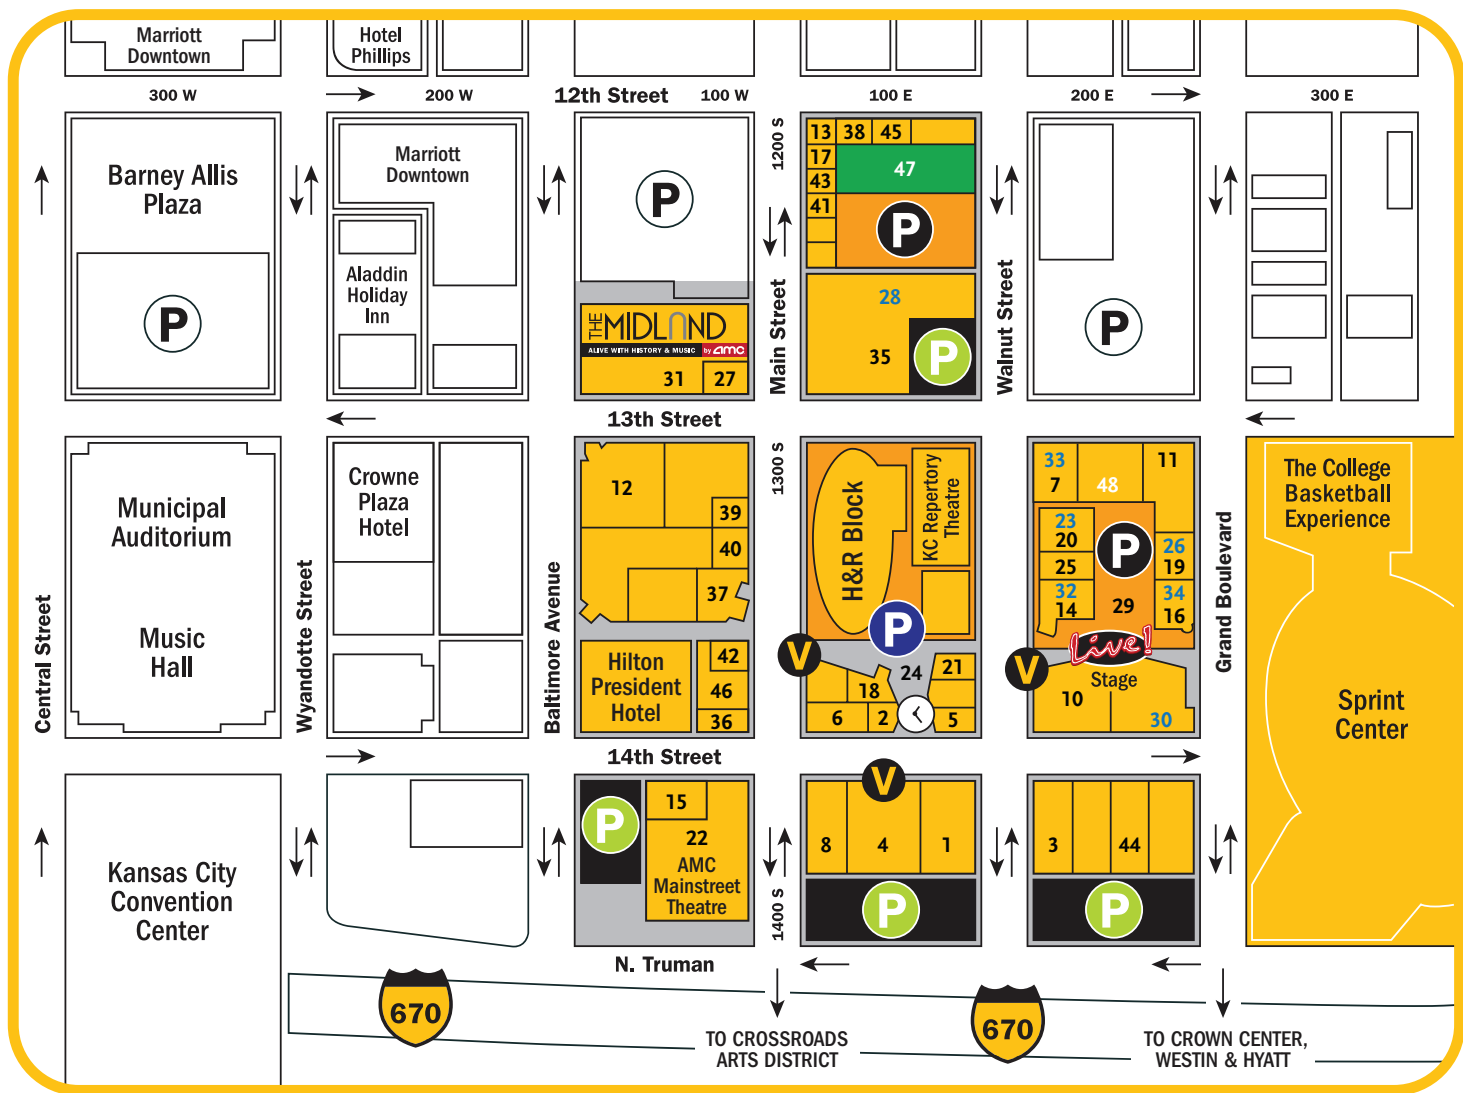 Marriott
Downtown
Hotel
Phillips
300 W
200 W
12th Street
100 W
100 E
200 E
300 E
Barney Allis
Plaza
P
Marriott
Downtown
Aladdin
Holiday
Inn
P
THE MIDLAND
ALIVE WITH HISTORY & MUSIC by amc
31
27
1200 S
Main Street
13
38
45
17
47
43
41
P
28
35
P
Walnut Street
P
13th Street
Municipal
Auditorium
Music
Hall
Central Street
Crowne
Plaza
Hotel
Wyandotte Street
Baltimore Avenue
12
39
40
37
Hilton
President
Hotel
42
46
36
1300 S
H&R Block
KC Repertory
Theatre
P
V
24
21
18
6
2
5
33
7
48
11
23
20
25
32
14
P
26
19
34
16
29
Live!
V
Stage
10
30
Grand Boulevard
The College
Basketball
Experience
Sprint
Center
14th Street
Kansas City
Convention
Center
P
15
22
AMC
Mainstreet
Theatre
1400 S
V
8
4
1
P
3
44
P
N. Truman
670
670
TO CROSSROADS
ARTS DISTRICT
TO CROWN CENTER,
WESTIN & HYATT